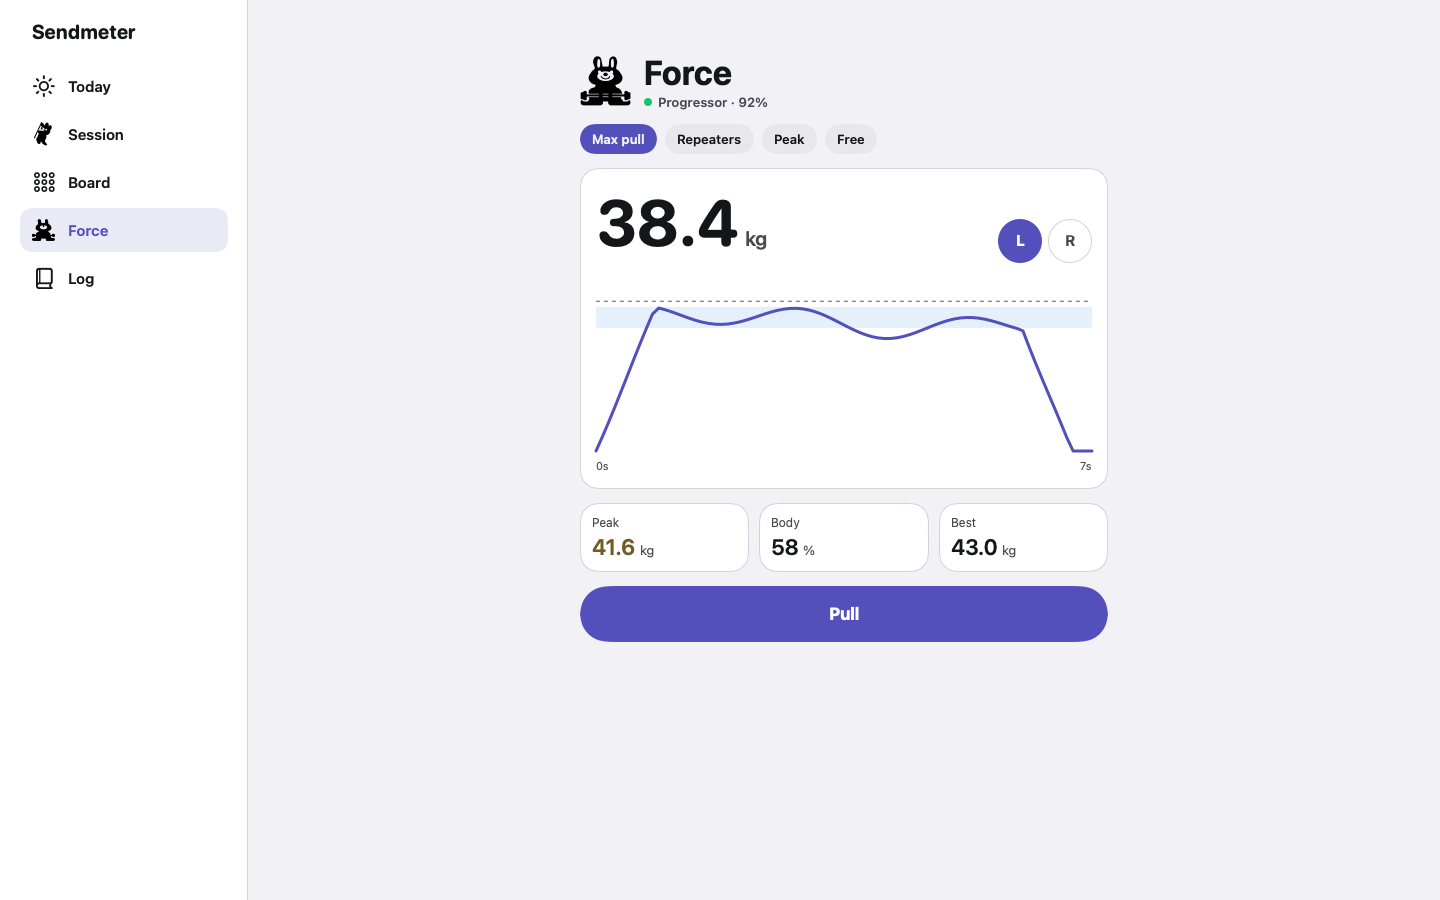 Sendmeter
Today
Session
Board
Force
Log
Force
Progressor · 92%
Max pull
Repeaters
Peak
Free
38.4 kg
L
R
0s
7s
Peak
41.6 kg
Body
58 %
Best
43.0 kg
Pull